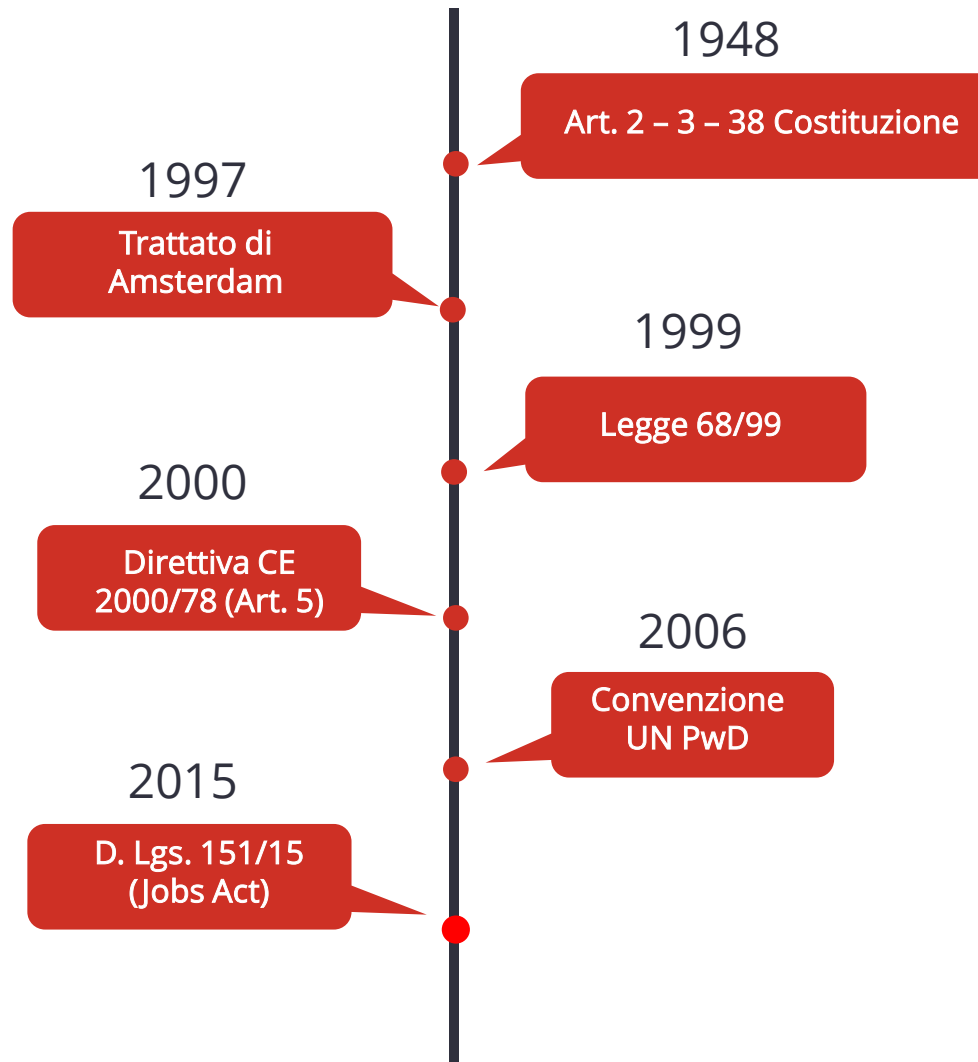 1948
Art. 2 – 3 – 38 Costituzione
1997
Trattato di
Amsterdam
1999
Legge 68/99
2000
Direttiva CE
2000/78 (Art. 5)
2006
Convenzione
UN PwD
2015
D. Lgs. 151/15
(Jobs Act)